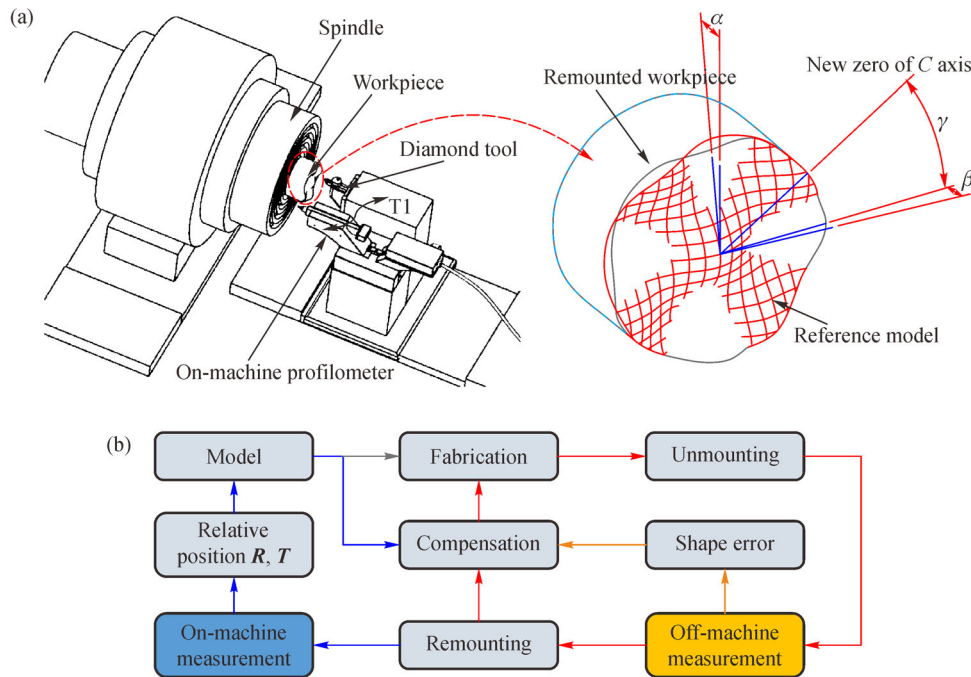 (a)
Spindle
Workpiece
Diamond tool
T1
On-machine profilometer
α
Remounted workpiece
New zero of C axis
γ
β
Reference model
(b)
Model
Fabrication
Unmounting
Relative
position R, T
Compensation
Shape error
On-machine
measurement
Remounting
Off-machine
measurement